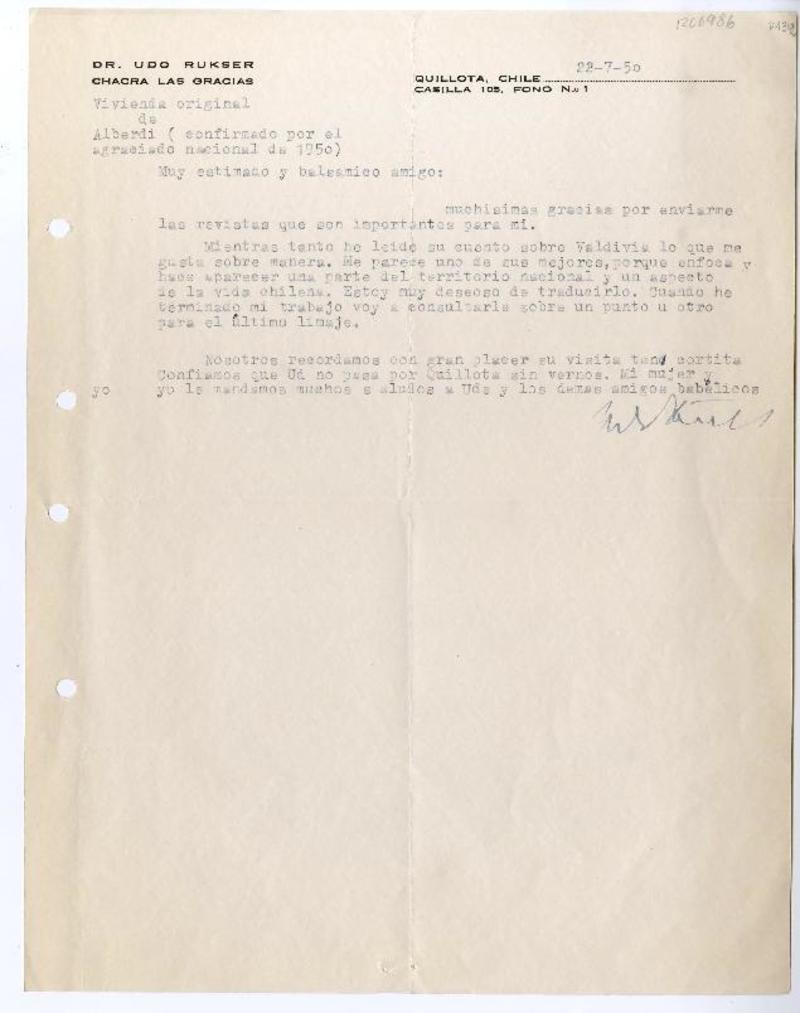 1206986
DR. UDO RUKSER
CHACRA LAS GRACIAS
22-7-50
QUILLOTA, CHILE
CASILLA 105, FONO N.o 1
Vivienda original
de
Alberdi ( confirmado por el
agraciado nacional de 1950)
Muy estimado y balsamico amigo:
muchisimas gracias por enviarme
las revistas que son importantes para mi.
Mientras tanto he leido su cuento sobre Valdivia lo que me
gusta sobre manera. Me parece uno de sus mejores,porque enfoca y
hace aparecer una parte del territorio nacional y un aspecto
de la vida chilena. Estoy muy deseoso de traducirlo. Cuando he
terminado mi trabajo voy a consultarle sobre un punto u otro
para el último limaje.
Nosotros recordamos con gran placer su visita tan cortita
Confiamos que Ud no pasa por Quillota sin vernos. Mi mujer y
yo yo le mandamos muchos s aludos a Uds y los demas amigos babélicos